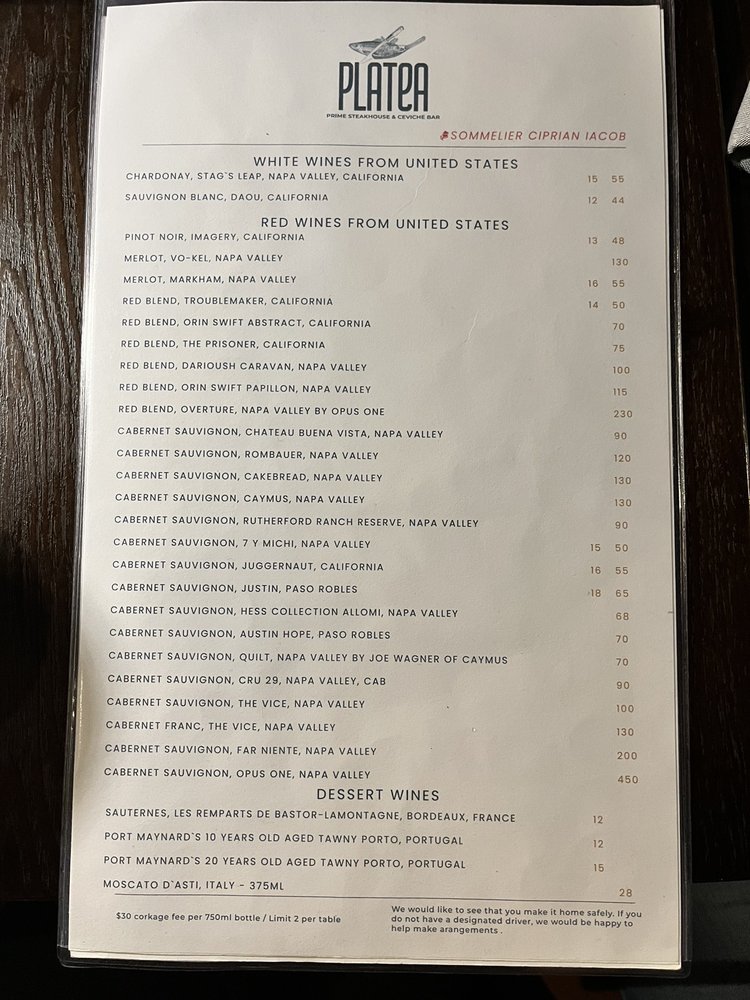 PLATEA
PRIME STEAKHOUSE & CEVICHE BAR
SOMMELIER CIPRIAN IACOB
WHITE WINES FROM UNITED STATES
CHARDONAY, STAG`S LEAP, NAPA VALLEY, CALIFORNIA 15 55
SAUVIGNON BLANC, DAOU, CALIFORNIA 12 44
RED WINES FROM UNITED STATES
PINOT NOIR, IMAGERY, CALIFORNIA 13 48
MERLOT, VO-KEL, NAPA VALLEY 130
MERLOT, MARKHAM, NAPA VALLEY 16 55
RED BLEND, TROUBLEMAKER, CALIFORNIA 14 50
RED BLEND, ORIN SWIFT ABSTRACT, CALIFORNIA 70
RED BLEND, THE PRISONER, CALIFORNIA 75
RED BLEND, DARIOUSH CARAVAN, NAPA VALLEY 100
RED BLEND, ORIN SWIFT PAPILLON, NAPA VALLEY 115
RED BLEND, OVERTURE, NAPA VALLEY BY OPUS ONE 230
CABERNET SAUVIGNON, CHATEAU BUENA VISTA, NAPA VALLEY 90
CABERNET SAUVIGNON, ROMBAUER, NAPA VALLEY 120
CABERNET SAUVIGNON, CAKEBREAD, NAPA VALLEY 130
CABERNET SAUVIGNON, CAYMUS, NAPA VALLEY 130
CABERNET SAUVIGNON, RUTHERFORD RANCH RESERVE, NAPA VALLEY 90
CABERNET SAUVIGNON, 7 Y MICHI, NAPA VALLEY 15 50
CABERNET SAUVIGNON, JUGGERNAUT, CALIFORNIA 16 55
CABERNET SAUVIGNON, JUSTIN, PASO ROBLES 18 65
CABERNET SAUVIGNON, HESS COLLECTION ALLOMI, NAPA VALLEY 68
CABERNET SAUVIGNON, AUSTIN HOPE, PASO ROBLES 70
CABERNET SAUVIGNON, QUILT, NAPA VALLEY BY JOE WAGNER OF CAYMUS 70
CABERNET SAUVIGNON, CRU 29, NAPA VALLEY, CAB 90
CABERNET SAUVIGNON, THE VICE, NAPA VALLEY 100
CABERNET FRANC, THE VICE, NAPA VALLEY 130
CABERNET SAUVIGNON, FAR NIENTE, NAPA VALLEY 200
CABERNET SAUVIGNON, OPUS ONE, NAPA VALLEY 450
DESSERT WINES
SAUTERNES, LES REMPARTS DE BASTOR-LAMONTAGNE, BORDEAUX, FRANCE 12
PORT MAYNARD`S 10 YEARS OLD AGED TAWNY PORTO, PORTUGAL 12
PORT MAYNARD`S 20 YEARS OLD AGED TAWNY PORTO, PORTUGAL 15
MOSCATO D`ASTI, ITALY - 375ML 28
$30 corkage fee per 750ml bottle / Limit 2 per table
We would like to see that you make it home safely. If you
do not have a designated driver, we would be happy to
help make arangements .